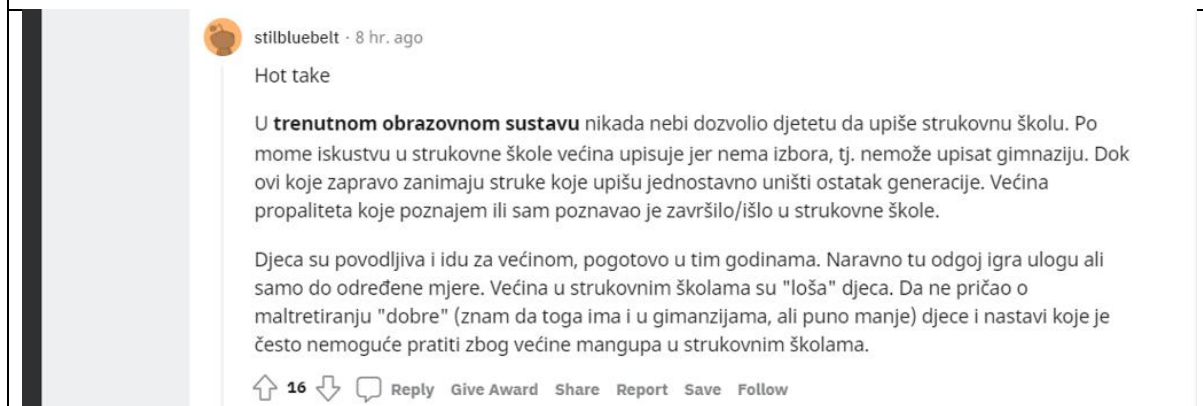 stilbluebelt · 8 hr. ago
Hot take
U trenutnom obrazovnom sustavu nikada nebi dozvolio djetetu da upiše strukovnu školu. Po
mome iskustvu u strukovne škole većina upisuje jer nema izbora, tj. nemože upisat gimnaziju. Dok
ovi koje zapravo zanimaju struke koje upišu jednostavno uništi ostatak generacije. Većina
propaliteta koje poznajem ili sam poznavao je završilo/išlo u strukovne škole.
Djeca su povodljiva i idu za većinom, pogotovo u tim godinama. Naravno tu odgoj igra ulogu ali
samo do određene mjere. Većina u strukovnim školama su "loša" djeca. Da ne pričao o
maltretiranju "dobre" (znam da toga ima i u gimanzijama, ali puno manje) djece i nastavi koje je
često nemoguće pratiti zbog većine mangupa u strukovnim školama.
16 Reply Give Award Share Report Save Follow